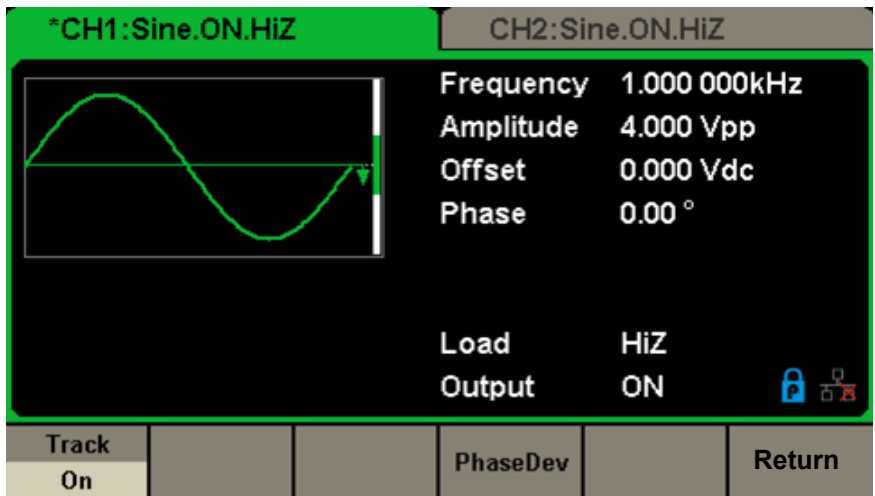 *CH1:Sine.ON.HiZ CH2:Sine.ON.HiZ
Frequency 1.000 000kHz
Amplitude 4.000 Vpp
Offset 0.000 Vdc
Phase 0.00 °
Load HiZ
Output ON
P
Track
On
PhaseDev
Return